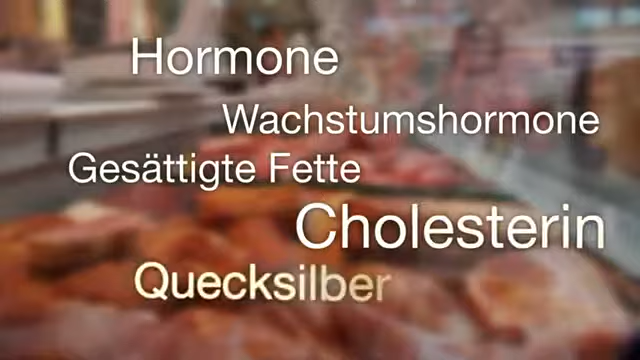 Hormone
Wachstumshormone
Gesättigte Fette
Cholesterin
Quecksilber